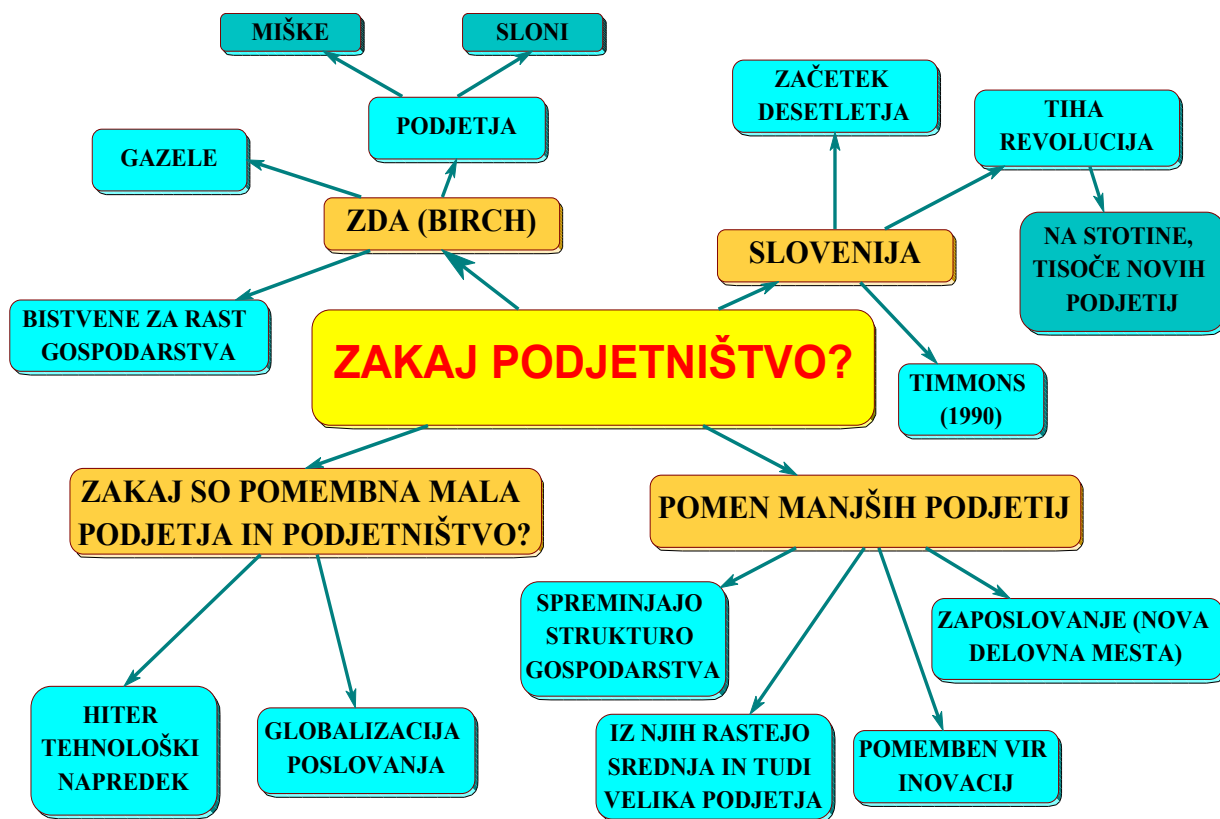 MIŠKE
SLONI
PODJETJA
GAZELE
ZDA (BIRCH)
BISTVENE ZA RAST
GOSPODARSTVA
ZAČETEK
DESETLETJA
TIHA
REVOLUCIJA
SLOVENIJA
NA STOTINE,
TISOČE NOVIH
PODJETIJ
TIMMONS
(1990)
ZAKAJ PODJETNIŠTVO?
ZAKAJ SO POMEMBNA MALA
PODJETJA IN PODJETNIŠTVO?
HITER
TEHNOLOŠKI
NAPREDEK
GLOBALIZACIJA
POSLOVANJA
POMEN MANJŠIH PODJETIJ
SPREMINJAJO
STRUKTURO
GOSPODARSTVA
IZ NJIH RASTEJO
SREDNJA IN TUDI
VELIKA PODJETJA
POMEMBEN VIR
INOVACIJ
ZAPOSLOVANJE (NOVA
DELOVNA MESTA)